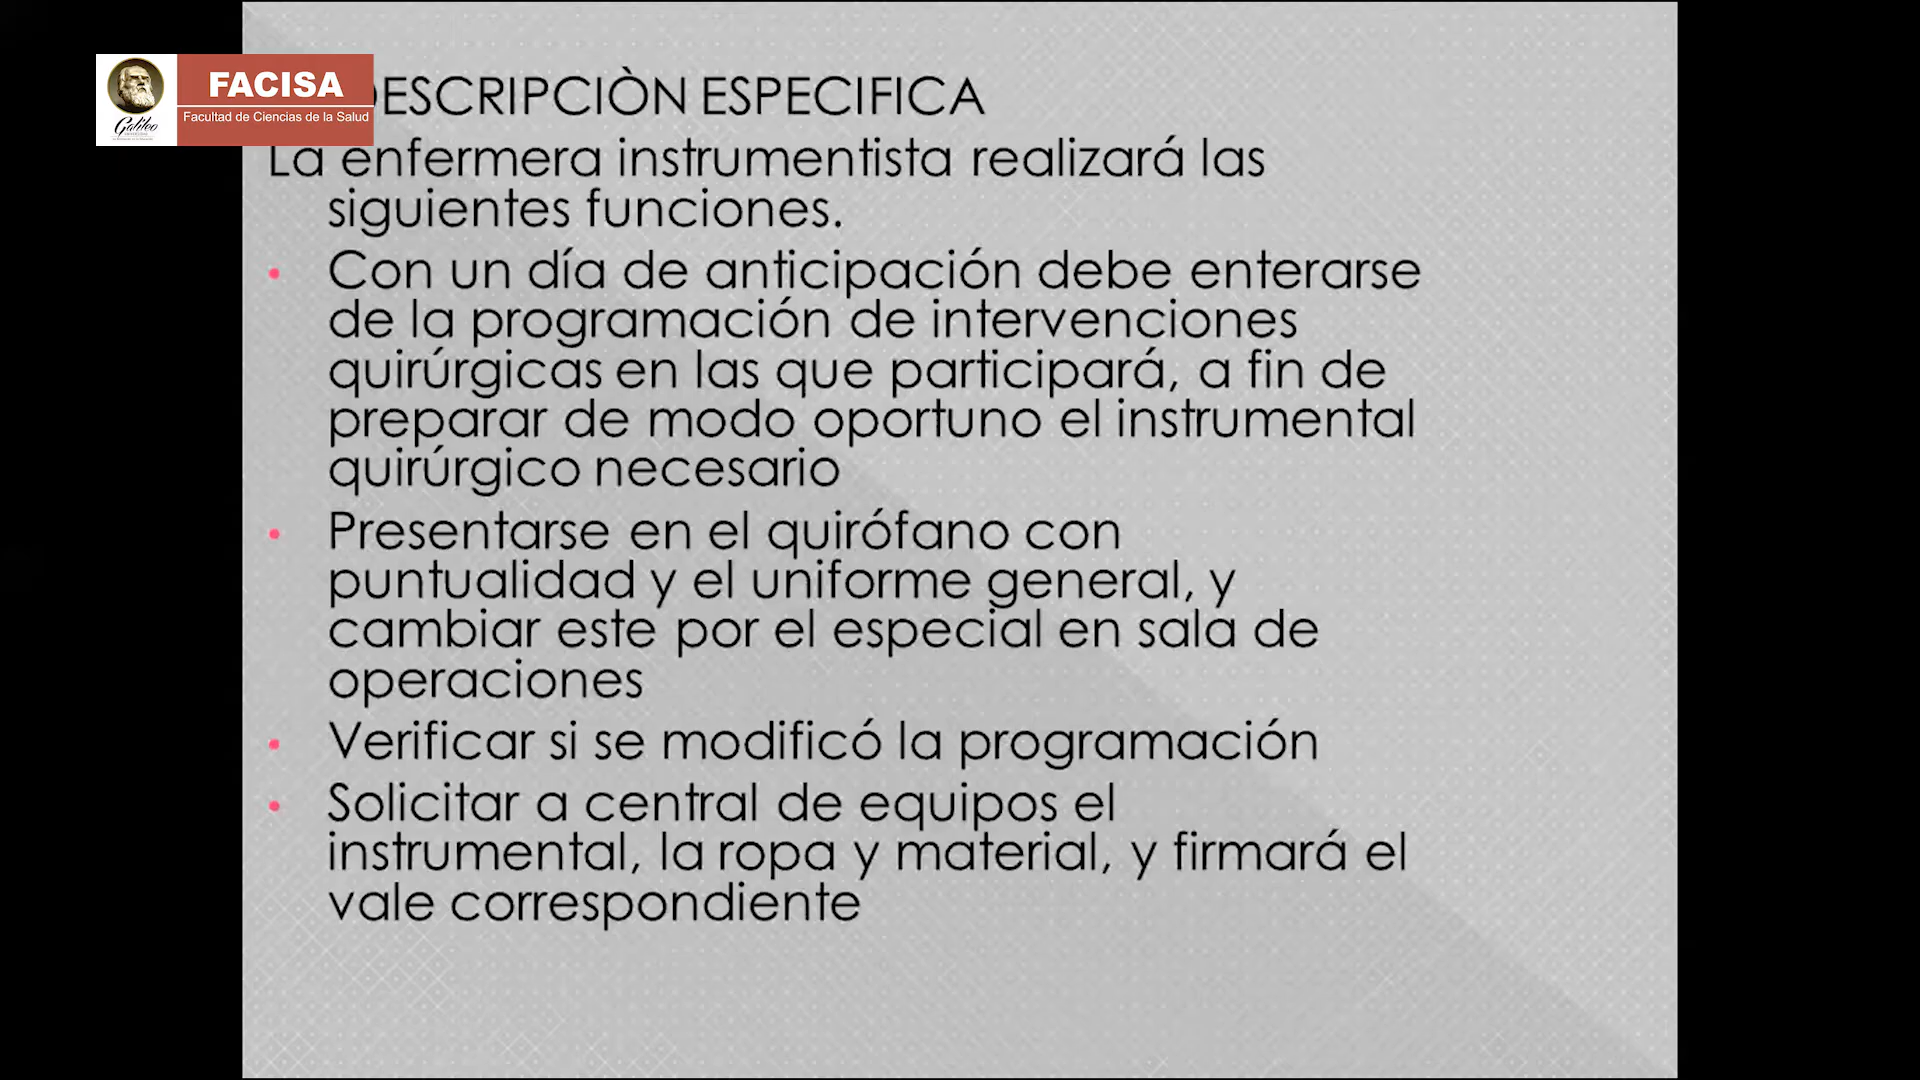 FACISA
Facultad de Ciencias de la Salud
Galileo
DESCRIPCIÒN ESPECIFICA
La enfermera instrumentista realizará las
siguientes funciones.
• Con un día de anticipación debe enterarse
de la programación de intervenciones
quirúrgicas en las que participará, a fin de
preparar de modo oportuno el instrumental
quirúrgico necesario
• Presentarse en el quirófano con
puntualidad y el uniforme general, y
cambiar este por el especial en sala de
operaciones
• Verificar si se modificó la programación
• Solicitar a central de equipos el
instrumental, la ropa y material, y firmará el
vale correspondiente